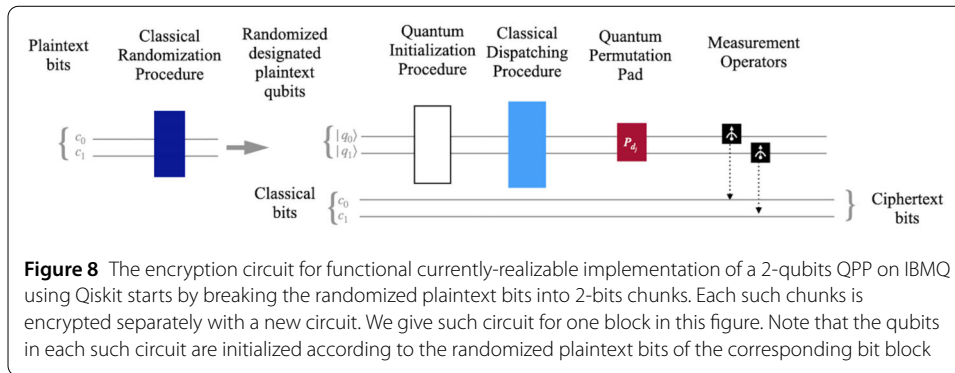 Plaintext bits
Classical Randomization Procedure
Randomized designated plaintext qubits
Quantum Initialization Procedure
Classical Dispatching Procedure
Quantum Permutation Pad
Measurement Operators
c₀
c₁
|q₀⟩
|q₁⟩
P_{d_j}
Classical bits
c₀
c₁
Ciphertext bits
Figure 8 The encryption circuit for functional currently-realizable implementation of a 2-qubits QPP on IBMQ
using Qiskit starts by breaking the randomized plaintext bits into 2-bits chunks. Each such chunks is
encrypted separately with a new circuit. We give such circuit for one block in this figure. Note that the qubits
in each such circuit are initialized according to the randomized plaintext bits of the corresponding bit block